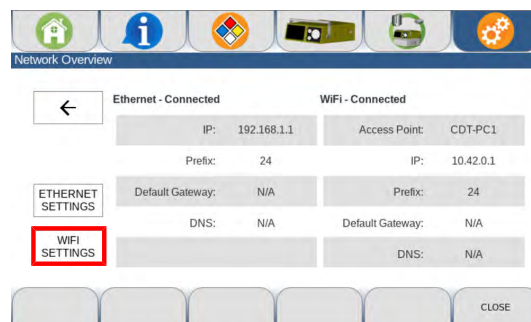 Network Overview
Ethernet - Connected
IP: 192.168.1.1
Prefix: 24
Default Gateway: N/A
DNS: N/A
WiFi - Connected
Access Point: CDT-PC1
IP: 10.42.0.1
Prefix: 24
Default Gateway: N/A
DNS: N/A
ETHERNET
SETTINGS
WIFI
SETTINGS
CLOSE